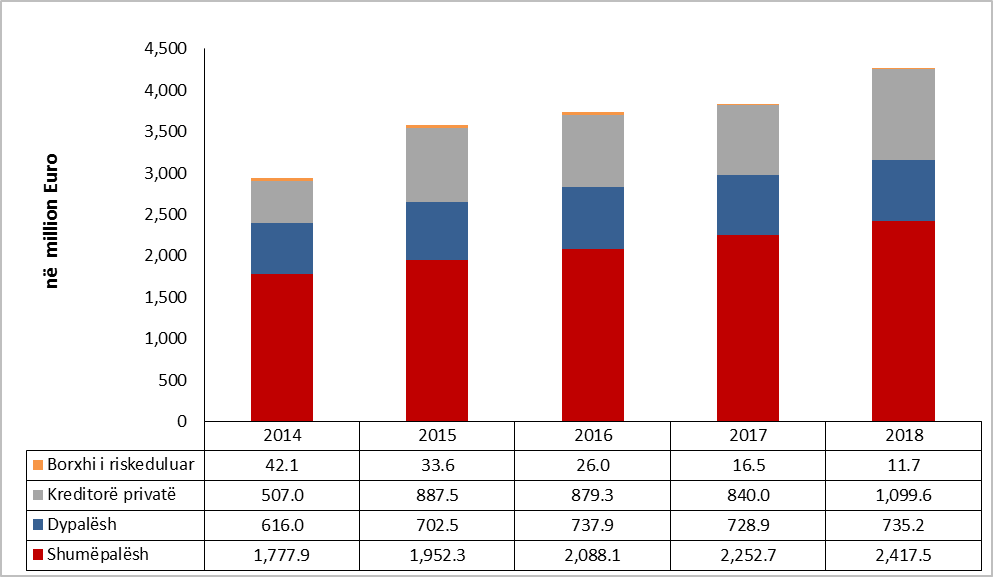 në million Euro
4,500
4,000
3,500
3,000
2,500
2,000
1,500
1,000
500
0
2014 2015 2016 2017 2018
Borxhi i riskeduluar 42.1 33.6 26.0 16.5 11.7
Kreditorë privatë 507.0 887.5 879.3 840.0 1,099.6
Dypalësh 616.0 702.5 737.9 728.9 735.2
Shumëpalësh 1,777.9 1,952.3 2,088.1 2,252.7 2,417.5